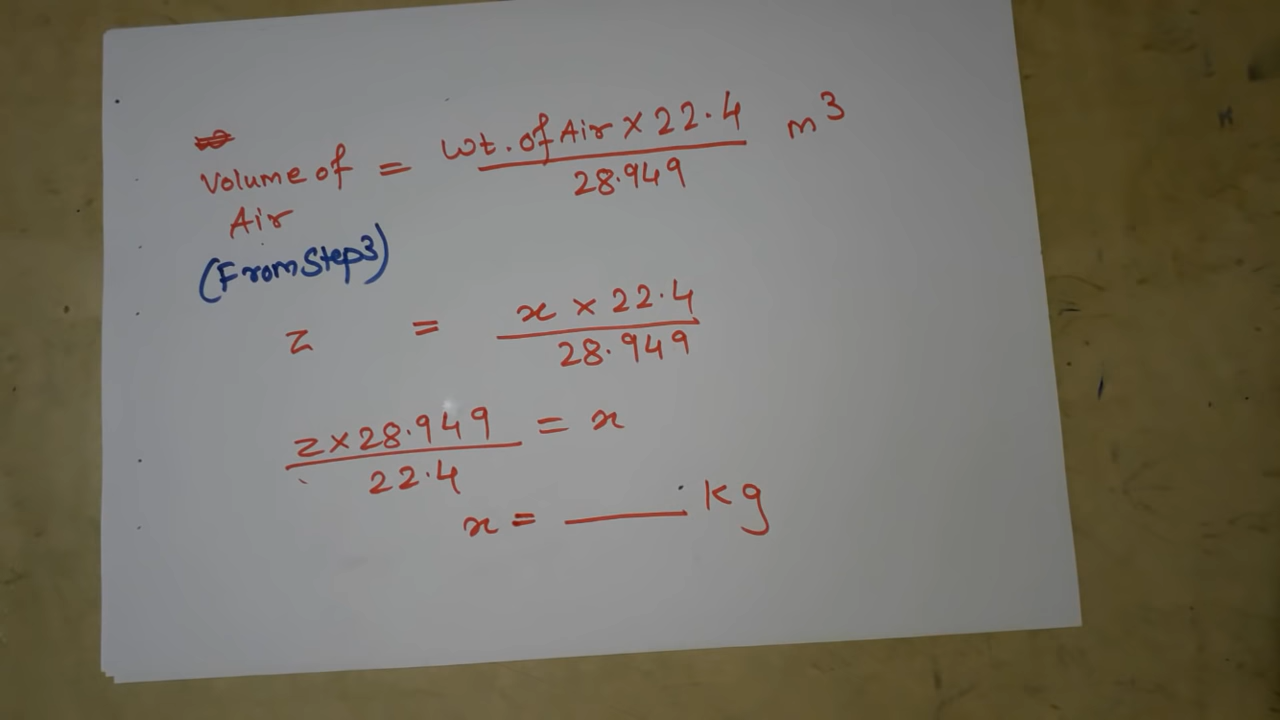 Volume of = Wt. of Air × 22.4 m³
Air 28.949
(From Step3)
z = x × 22.4
28.949
z × 28.949 = x
22.4
x = ____ kg